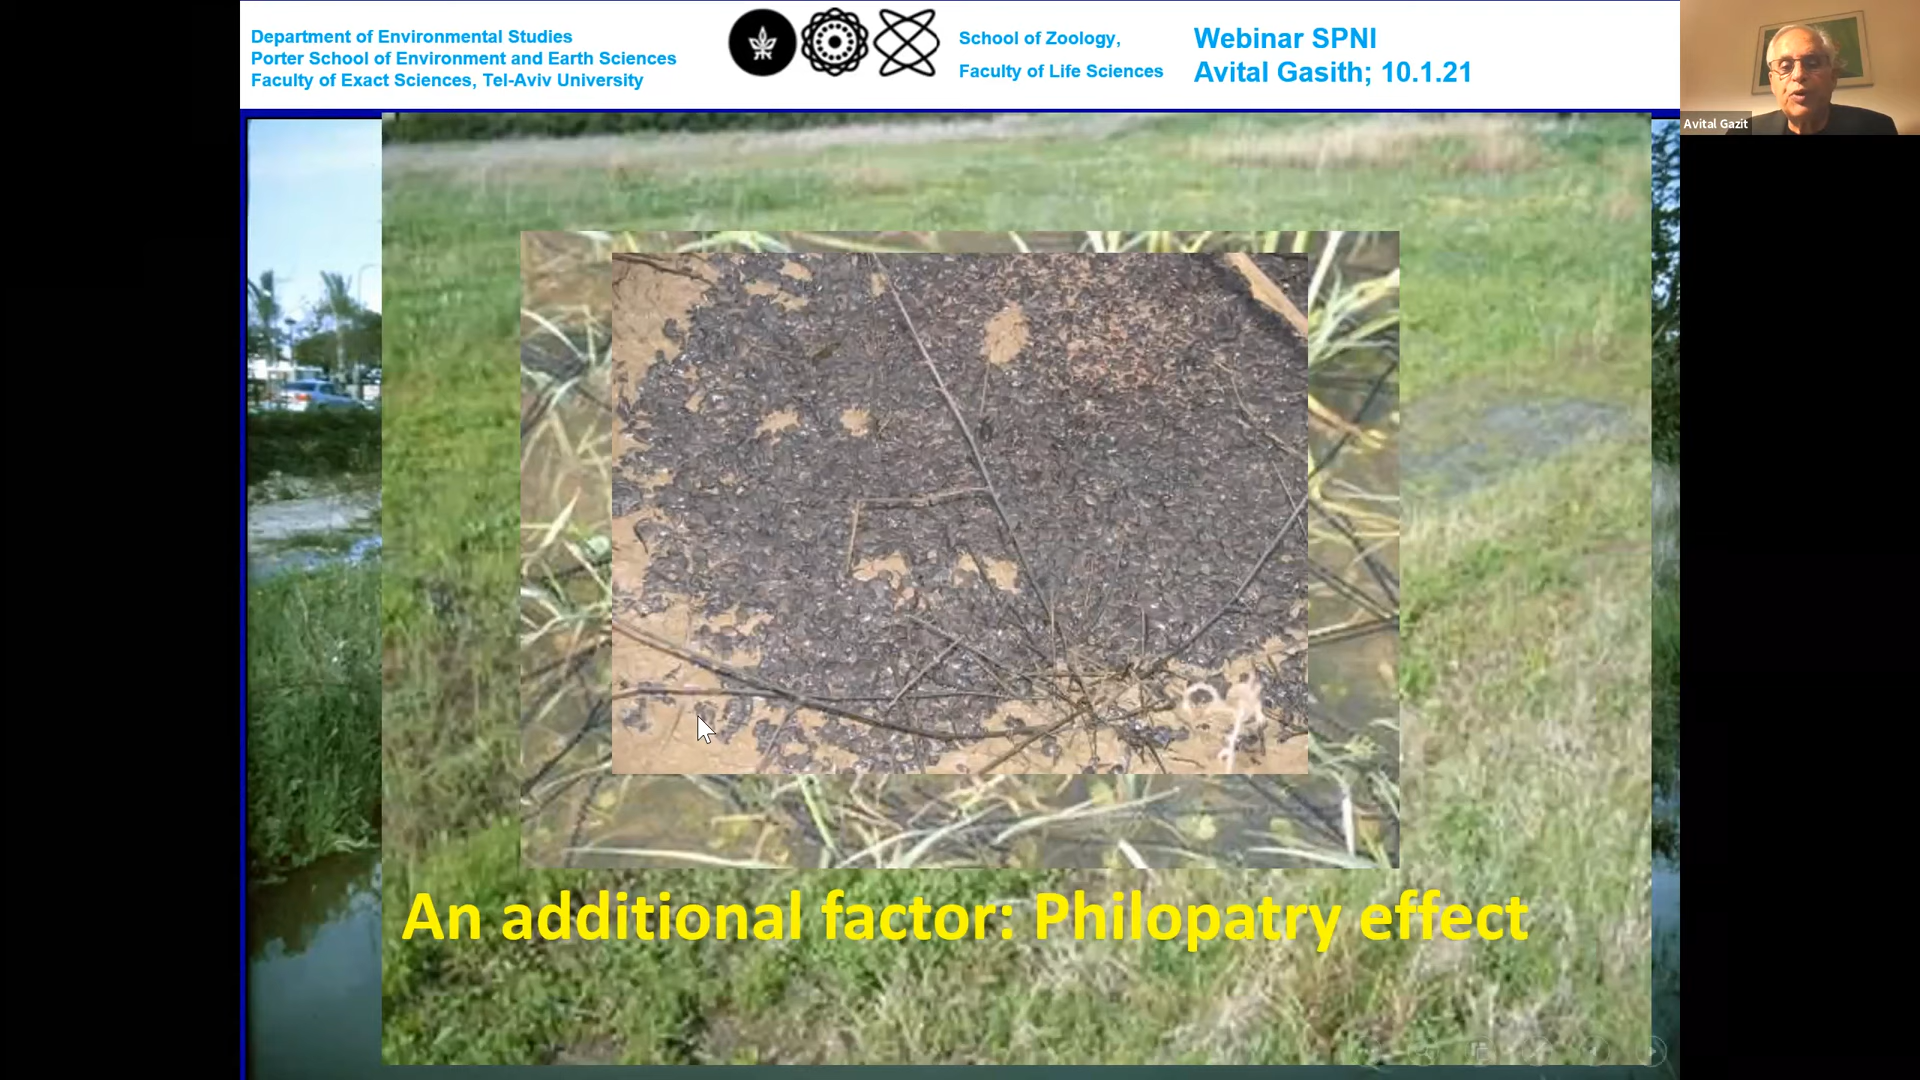 Department of Environmental Studies
Porter School of Environment and Earth Sciences
Faculty of Exact Sciences, Tel-Aviv University
School of Zoology,
Faculty of Life Sciences
Webinar SPNI
Avital Gasith; 10.1.21
Avital Gazit
An additional factor: Philopatry effect